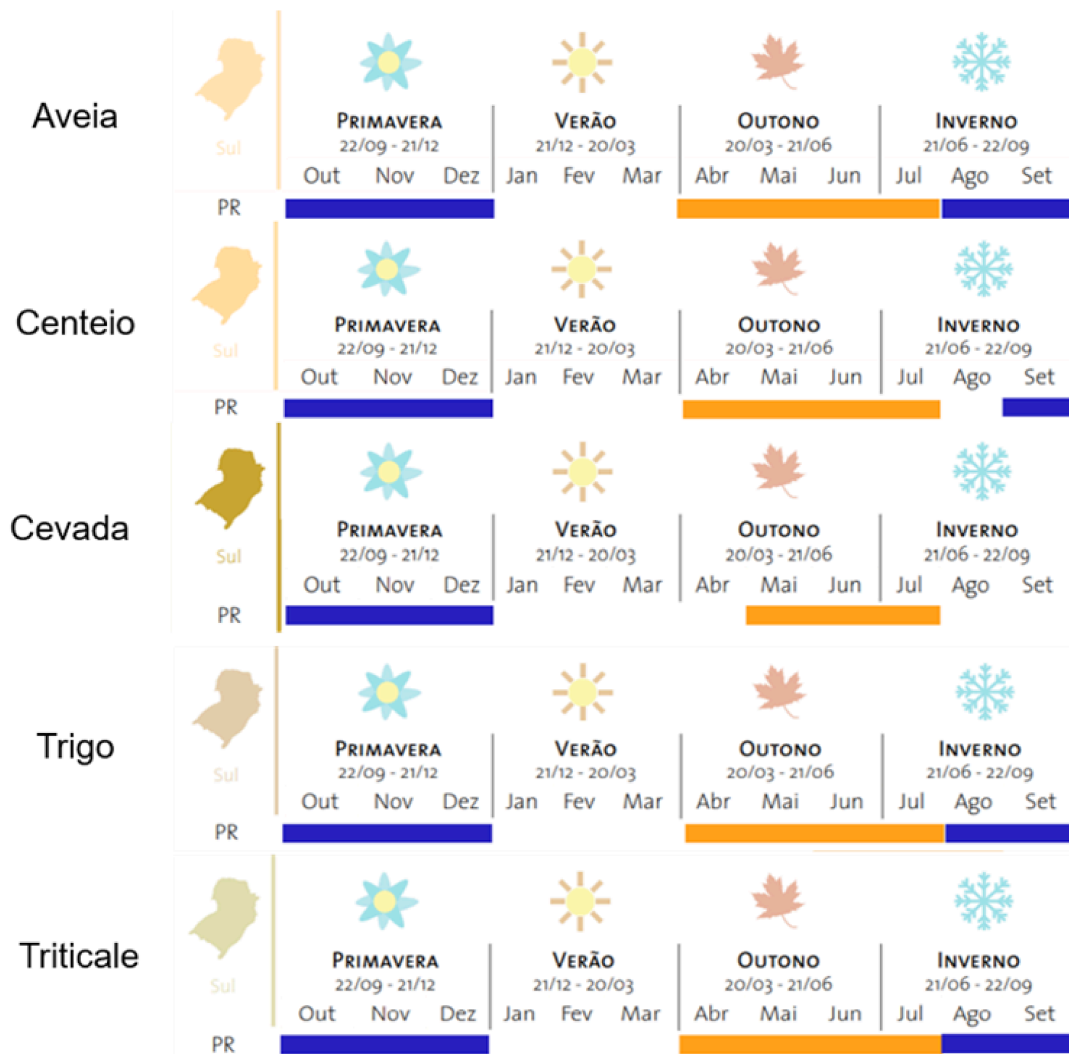 Aveia
Sul
PRIMAVERA VERÃO OUTONO INVERNO
22/09 - 21/12 21/12 - 20/03 20/03 - 21/06 21/06 - 22/09
Out Nov Dez Jan Fev Mar Abr Mai Jun Jul Ago Set
PR
Centeio
Sul
PRIMAVERA VERÃO OUTONO INVERNO
22/09 - 21/12 21/12 - 20/03 20/03 - 21/06 21/06 - 22/09
Out Nov Dez Jan Fev Mar Abr Mai Jun Jul Ago Set
PR
Cevada
Sul
PRIMAVERA VERÃO OUTONO INVERNO
22/09 - 21/12 21/12 - 20/03 20/03 - 21/06 21/06 - 22/09
Out Nov Dez Jan Fev Mar Abr Mai Jun Jul Ago Set
PR
Trigo
Sul
PRIMAVERA VERÃO OUTONO INVERNO
22/09 - 21/12 21/12 - 20/03 20/03 - 21/06 21/06 - 22/09
Out Nov Dez Jan Fev Mar Abr Mai Jun Jul Ago Set
PR
Triticale
Sul
PRIMAVERA VERÃO OUTONO INVERNO
22/09 - 21/12 21/12 - 20/03 20/03 - 21/06 21/06 - 22/09
Out Nov Dez Jan Fev Mar Abr Mai Jun Jul Ago Set
PR